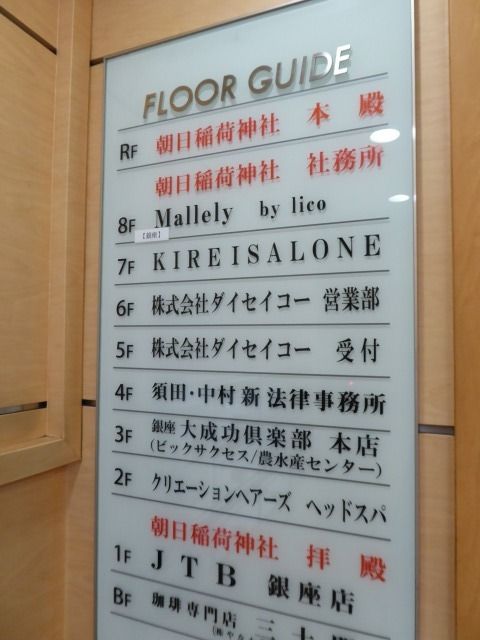 FLOOR GUIDE
RF 朝日稲荷神社 本殿
朝日稲荷神社 社務所
8F Mallely by lico
【銀座】
7F KIREISALONE
6F 株式会社ダイセイコー 営業部
5F 株式会社ダイセイコー 受付
4F 須田・中村新法律事務所
3F 銀座 大成功倶楽部 本店
(ビックサクセス/農水産センター)
2F クリエーションヘアーズ ヘッドスパ
朝日稲荷神社 拝殿
1F JTB 銀座店
BF 珈琲専門店 三十